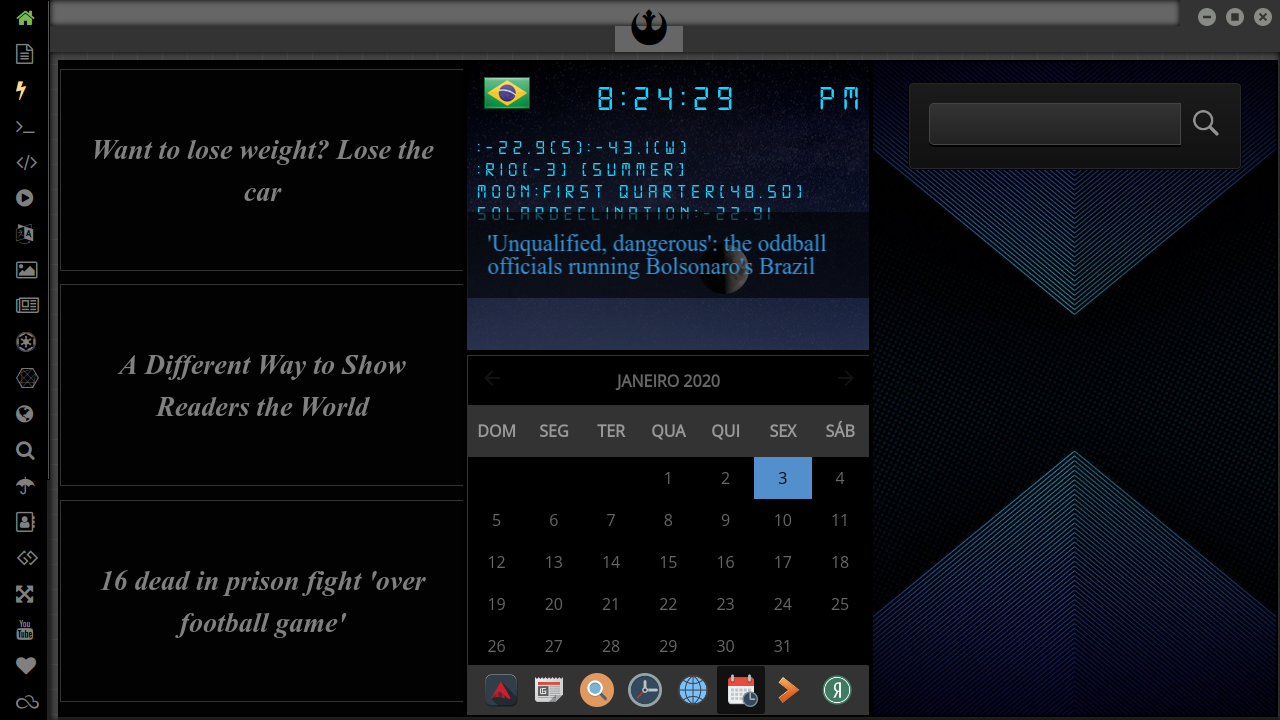 Want to lose weight? Lose the
car
A Different Way to Show
Readers the World
16 dead in prison fight 'over
football game'
8:24:29 PM
:-22.9(S):-43.1(W)
:RIO(-3) (SUMMER)
MOON:FIRST QUARTER(48.50)
SOLARDECLINATION:-22.91
'Unqualified, dangerous': the oddball
officials running Bolsonaro's Brazil
JANEIRO 2020
DOM SEG TER QUA QUI SEX SÁB
1 2 3 4
5 6 7 8 9 10 11
12 13 14 15 16 17 18
19 20 21 22 23 24 25
26 27 28 29 30 31
You
Tube
Я